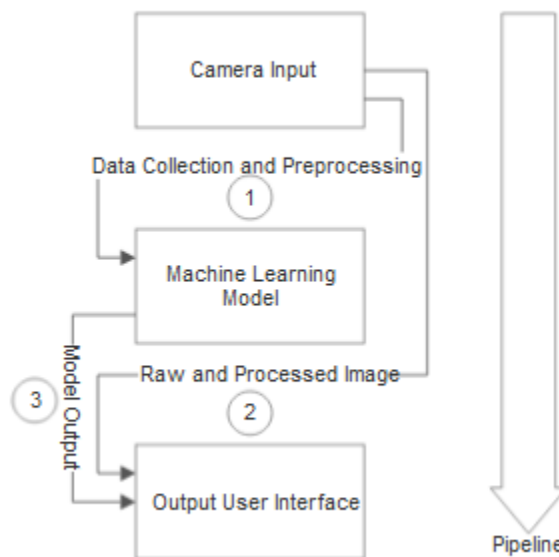 Camera Input
Data Collection and Preprocessing
1
Machine Learning
Model
Raw and Processed Image
2
3
Model Output
Output User Interface
Pipeline